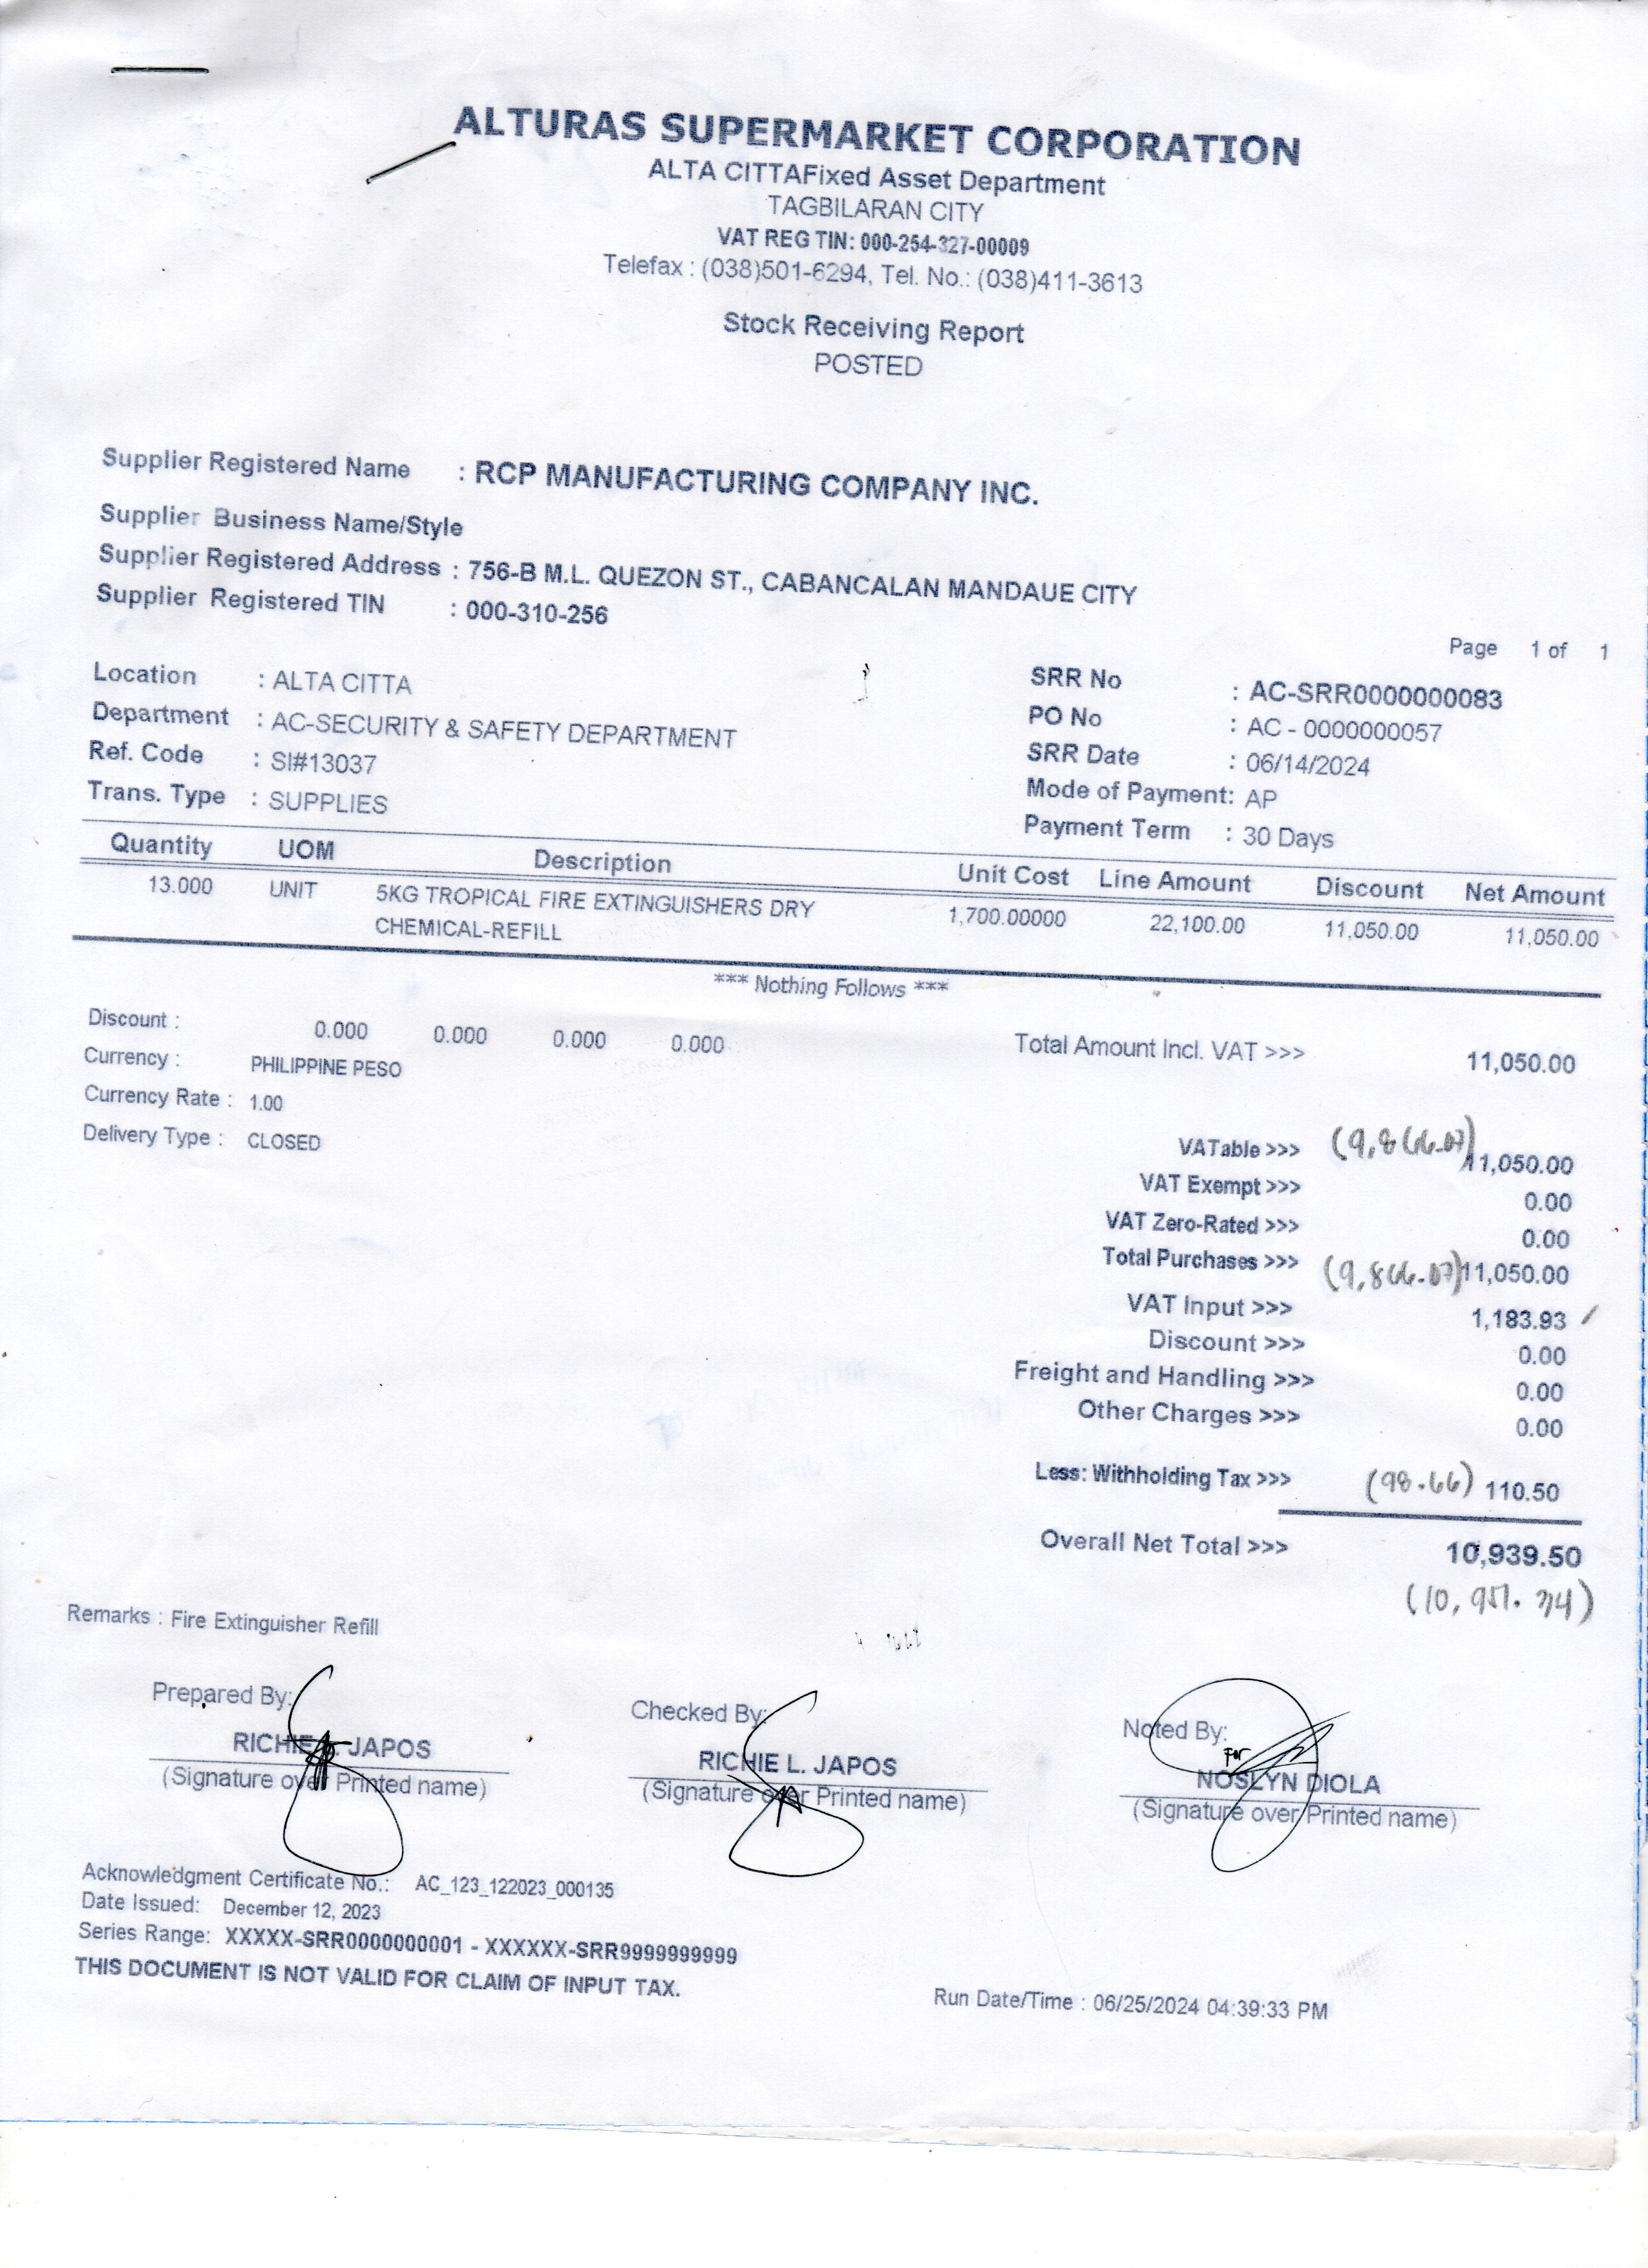 ALTURAS SUPERMARKET CORPORATION
ALTA CITTAFixed Asset Department
TAGBILARAN CITY
VAT REG TIN: 000-254-327-00009
Telefax : (038)501-6294, Tel. No.: (038)411-3613
Stock Receiving Report
POSTED
Supplier Registered Name : RCP MANUFACTURING COMPANY INC.
Supplier Business Name/Style
Supplier Registered Address : 756-B M.L. QUEZON ST., CABANCALAN MANDAUE CITY
Supplier Registered TIN : 000-310-256
Page 1 of 1
Location : ALTA CITTA SRR No : AC-SRR0000000083
Department : AC-SECURITY & SAFETY DEPARTMENT PO No : AC - 0000000057
Ref. Code : SI#13037 SRR Date : 06/14/2024
Trans. Type : SUPPLIES Mode of Payment: AP
Payment Term : 30 Days
Quantity UOM Description Unit Cost Line Amount Discount Net Amount
13.000 UNIT 5KG TROPICAL FIRE EXTINGUISHERS DRY 1,700.00000 22,100.00 11,050.00 11,050.00
CHEMICAL-REFILL
*** Nothing Follows ***
Discount : 0.000 0.000 0.000 0.000 Total Amount Incl. VAT >>> 11,050.00
Currency : PHILIPPINE PESO
Currency Rate : 1.00
Delivery Type : CLOSED
VATable >>> (9,866.07) 11,050.00
VAT Exempt >>> 0.00
VAT Zero-Rated >>> 0.00
Total Purchases >>> (9,866.07) 11,050.00
VAT Input >>> 1,183.93
Discount >>> 0.00
Freight and Handling >>> 0.00
Other Charges >>> 0.00
Less: Withholding Tax >>> (98.66) 110.50
Overall Net Total >>> 10,939.50
(10,951.34)
Remarks : Fire Extinguisher Refill
Prepared By: Checked By: Noted By:
for
RICHIE L. JAPOS RICHIE L. JAPOS NOSLYN DIOLA
(Signature over Printed name) (Signature over Printed name) (Signature over Printed name)
Acknowledgment Certificate No.: AC_123_122023_000135
Date Issued: December 12, 2023
Series Range: XXXXX-SRR0000000001 - XXXXXX-SRR9999999999
THIS DOCUMENT IS NOT VALID FOR CLAIM OF INPUT TAX.
Run Date/Time : 06/25/2024 04:39:33 PM